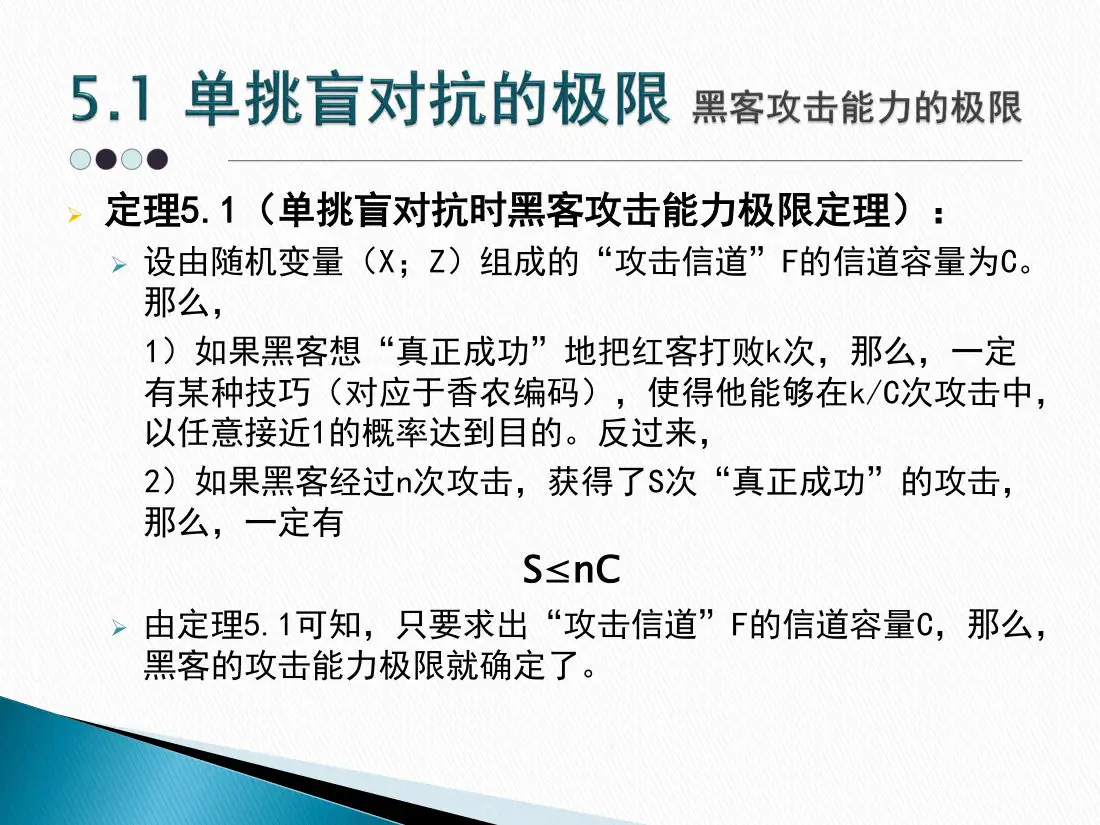 5.1 单挑盲对抗的极限 黑客攻击能力的极限
定理5.1（单挑盲对抗时黑客攻击能力极限定理）：
设由随机变量（X；Z）组成的“攻击信道”F的信道容量为C。
那么，
1）如果黑客想“真正成功”地把红客打败k次，那么，一定
有某种技巧（对应于香农编码），使得他能够在k/C次攻击中，
以任意接近1的概率达到目的。反过来，
2）如果黑客经过n次攻击，获得了S次“真正成功”的攻击，
那么，一定有
S≤nC
由定理5.1可知，只要求出“攻击信道”F的信道容量C，那么，
黑客的攻击能力极限就确定了。